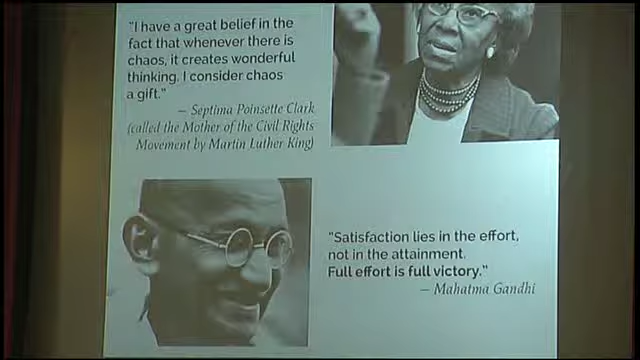 "I have a great belief in the
fact that whenever there is
chaos, it creates wonderful
thinking. I consider chaos
a gift."
— Septima Poinsette Clark
(called the Mother of the Civil Rights
Movement by Martin Luther King)
"Satisfaction lies in the effort,
not in the attainment.
Full effort is full victory."
— Mahatma Gandhi